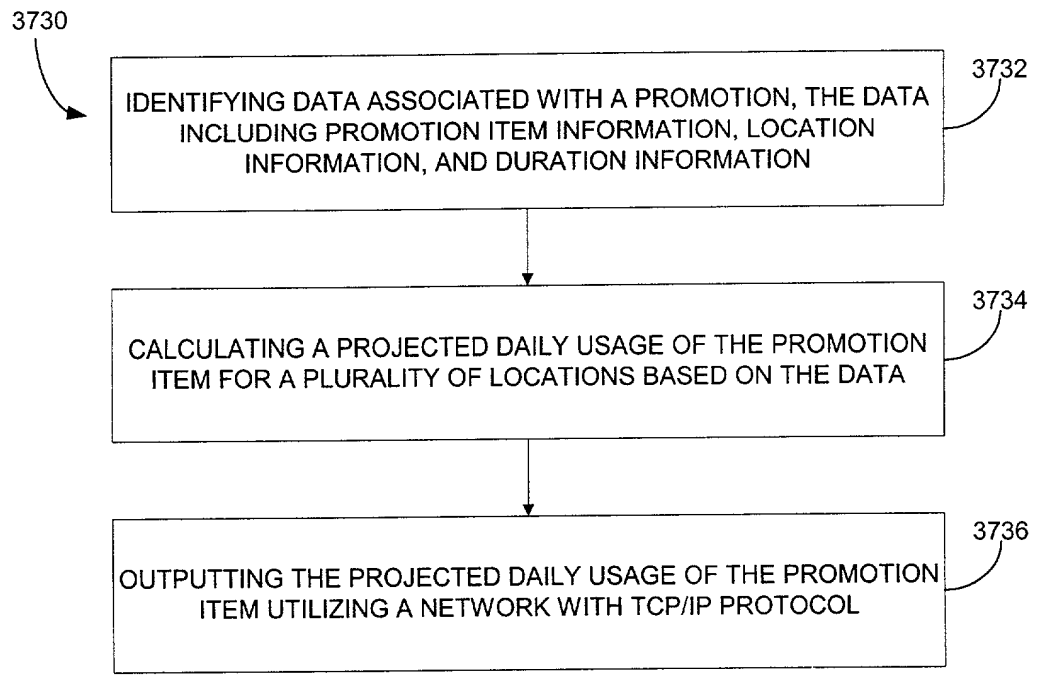 3730
3732
IDENTIFYING DATA ASSOCIATED WITH A PROMOTION, THE DATA
INCLUDING PROMOTION ITEM INFORMATION, LOCATION
INFORMATION, AND DURATION INFORMATION
3734
CALCULATING A PROJECTED DAILY USAGE OF THE PROMOTION
ITEM FOR A PLURALITY OF LOCATIONS BASED ON THE DATA
3736
OUTPUTTING THE PROJECTED DAILY USAGE OF THE PROMOTION
ITEM UTILIZING A NETWORK WITH TCP/IP PROTOCOL